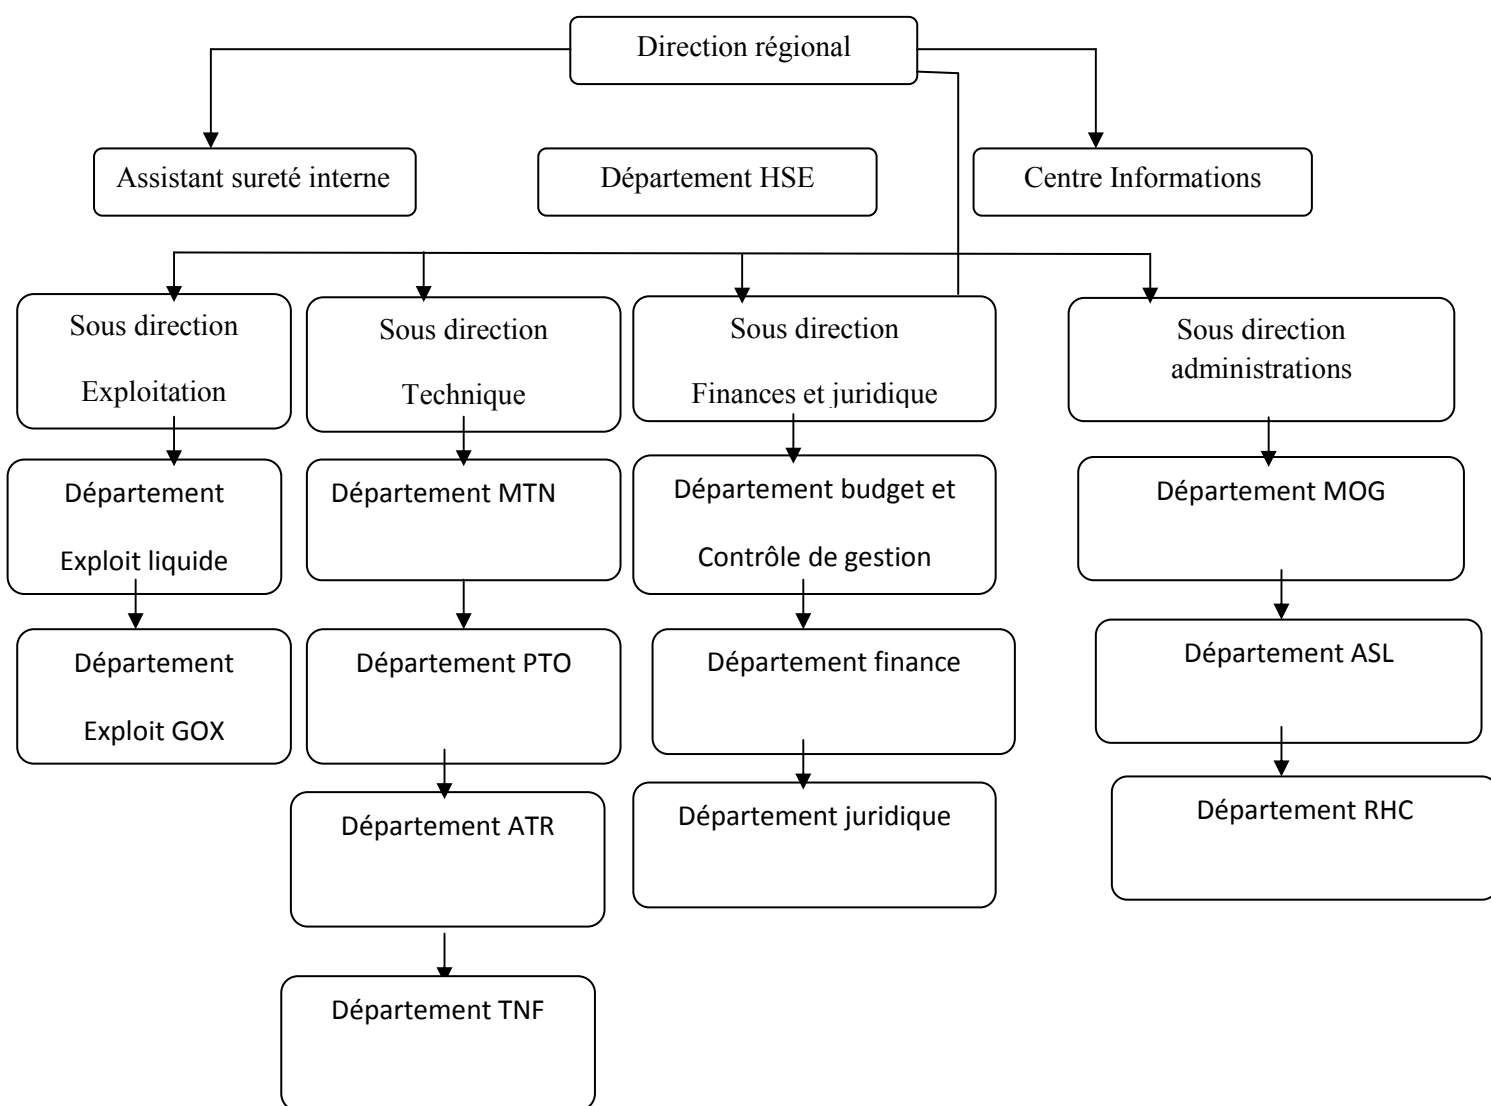 Direction régional
Assistant sureté interne
Département HSE
Centre Informations
Sous direction
Exploitation
Sous direction
Technique
Sous direction
Finances et juridique
Sous direction
administrations
Département
Exploit liquide
Département MTN
Département budget et
Contrôle de gestion
Département MOG
Département
Exploit GOX
Département PTO
Département finance
Département ASL
Département ATR
Département juridique
Département RHC
Département TNF